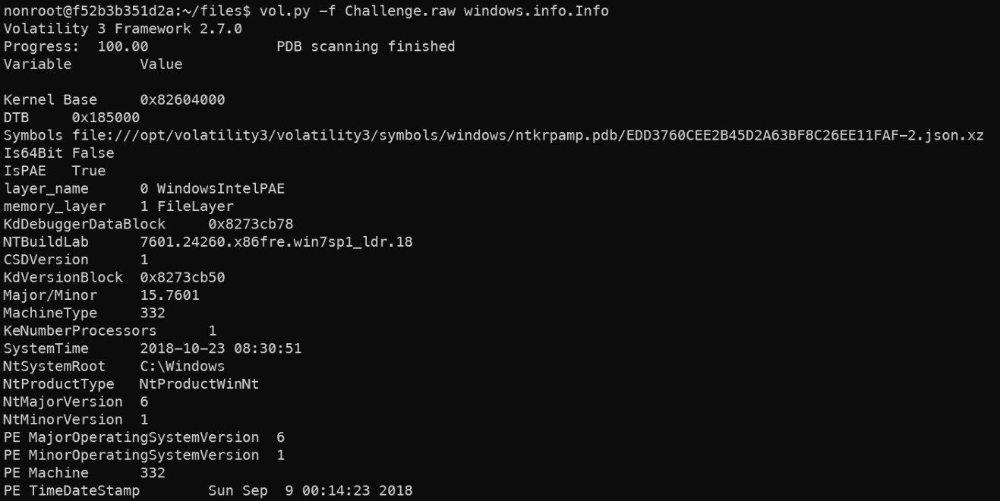 nonroot@f52b3b351d2a:~/files$ vol.py -f Challenge.raw windows.info.Info
Volatility 3 Framework 2.7.0
Progress:  100.00               PDB scanning finished
Variable        Value

Kernel Base     0x82604000
DTB     0x185000
Symbols file:///opt/volatility3/volatility3/symbols/windows/ntkrpamp.pdb/EDD3760CEE2B45D2A63BF8C26EE11FAF-2.json.xz
Is64Bit False
IsPAE   True
layer_name      0 WindowsIntelPAE
memory_layer    1 FileLayer
KdDebuggerDataBlock     0x8273cb78
NTBuildLab      7601.24260.x86fre.win7sp1_ldr.18
CSDVersion      1
KdVersionBlock  0x8273cb50
Major/Minor     15.7601
MachineType     332
KeNumberProcessors      1
SystemTime      2018-10-23 08:30:51
NtSystemRoot    C:\Windows
NtProductType   NtProductWinNt
NtMajorVersion  6
NtMinorVersion  1
PE MajorOperatingSystemVersion  6
PE MinorOperatingSystemVersion  1
PE Machine      332
PE TimeDateStamp        Sun Sep  9 00:14:23 2018